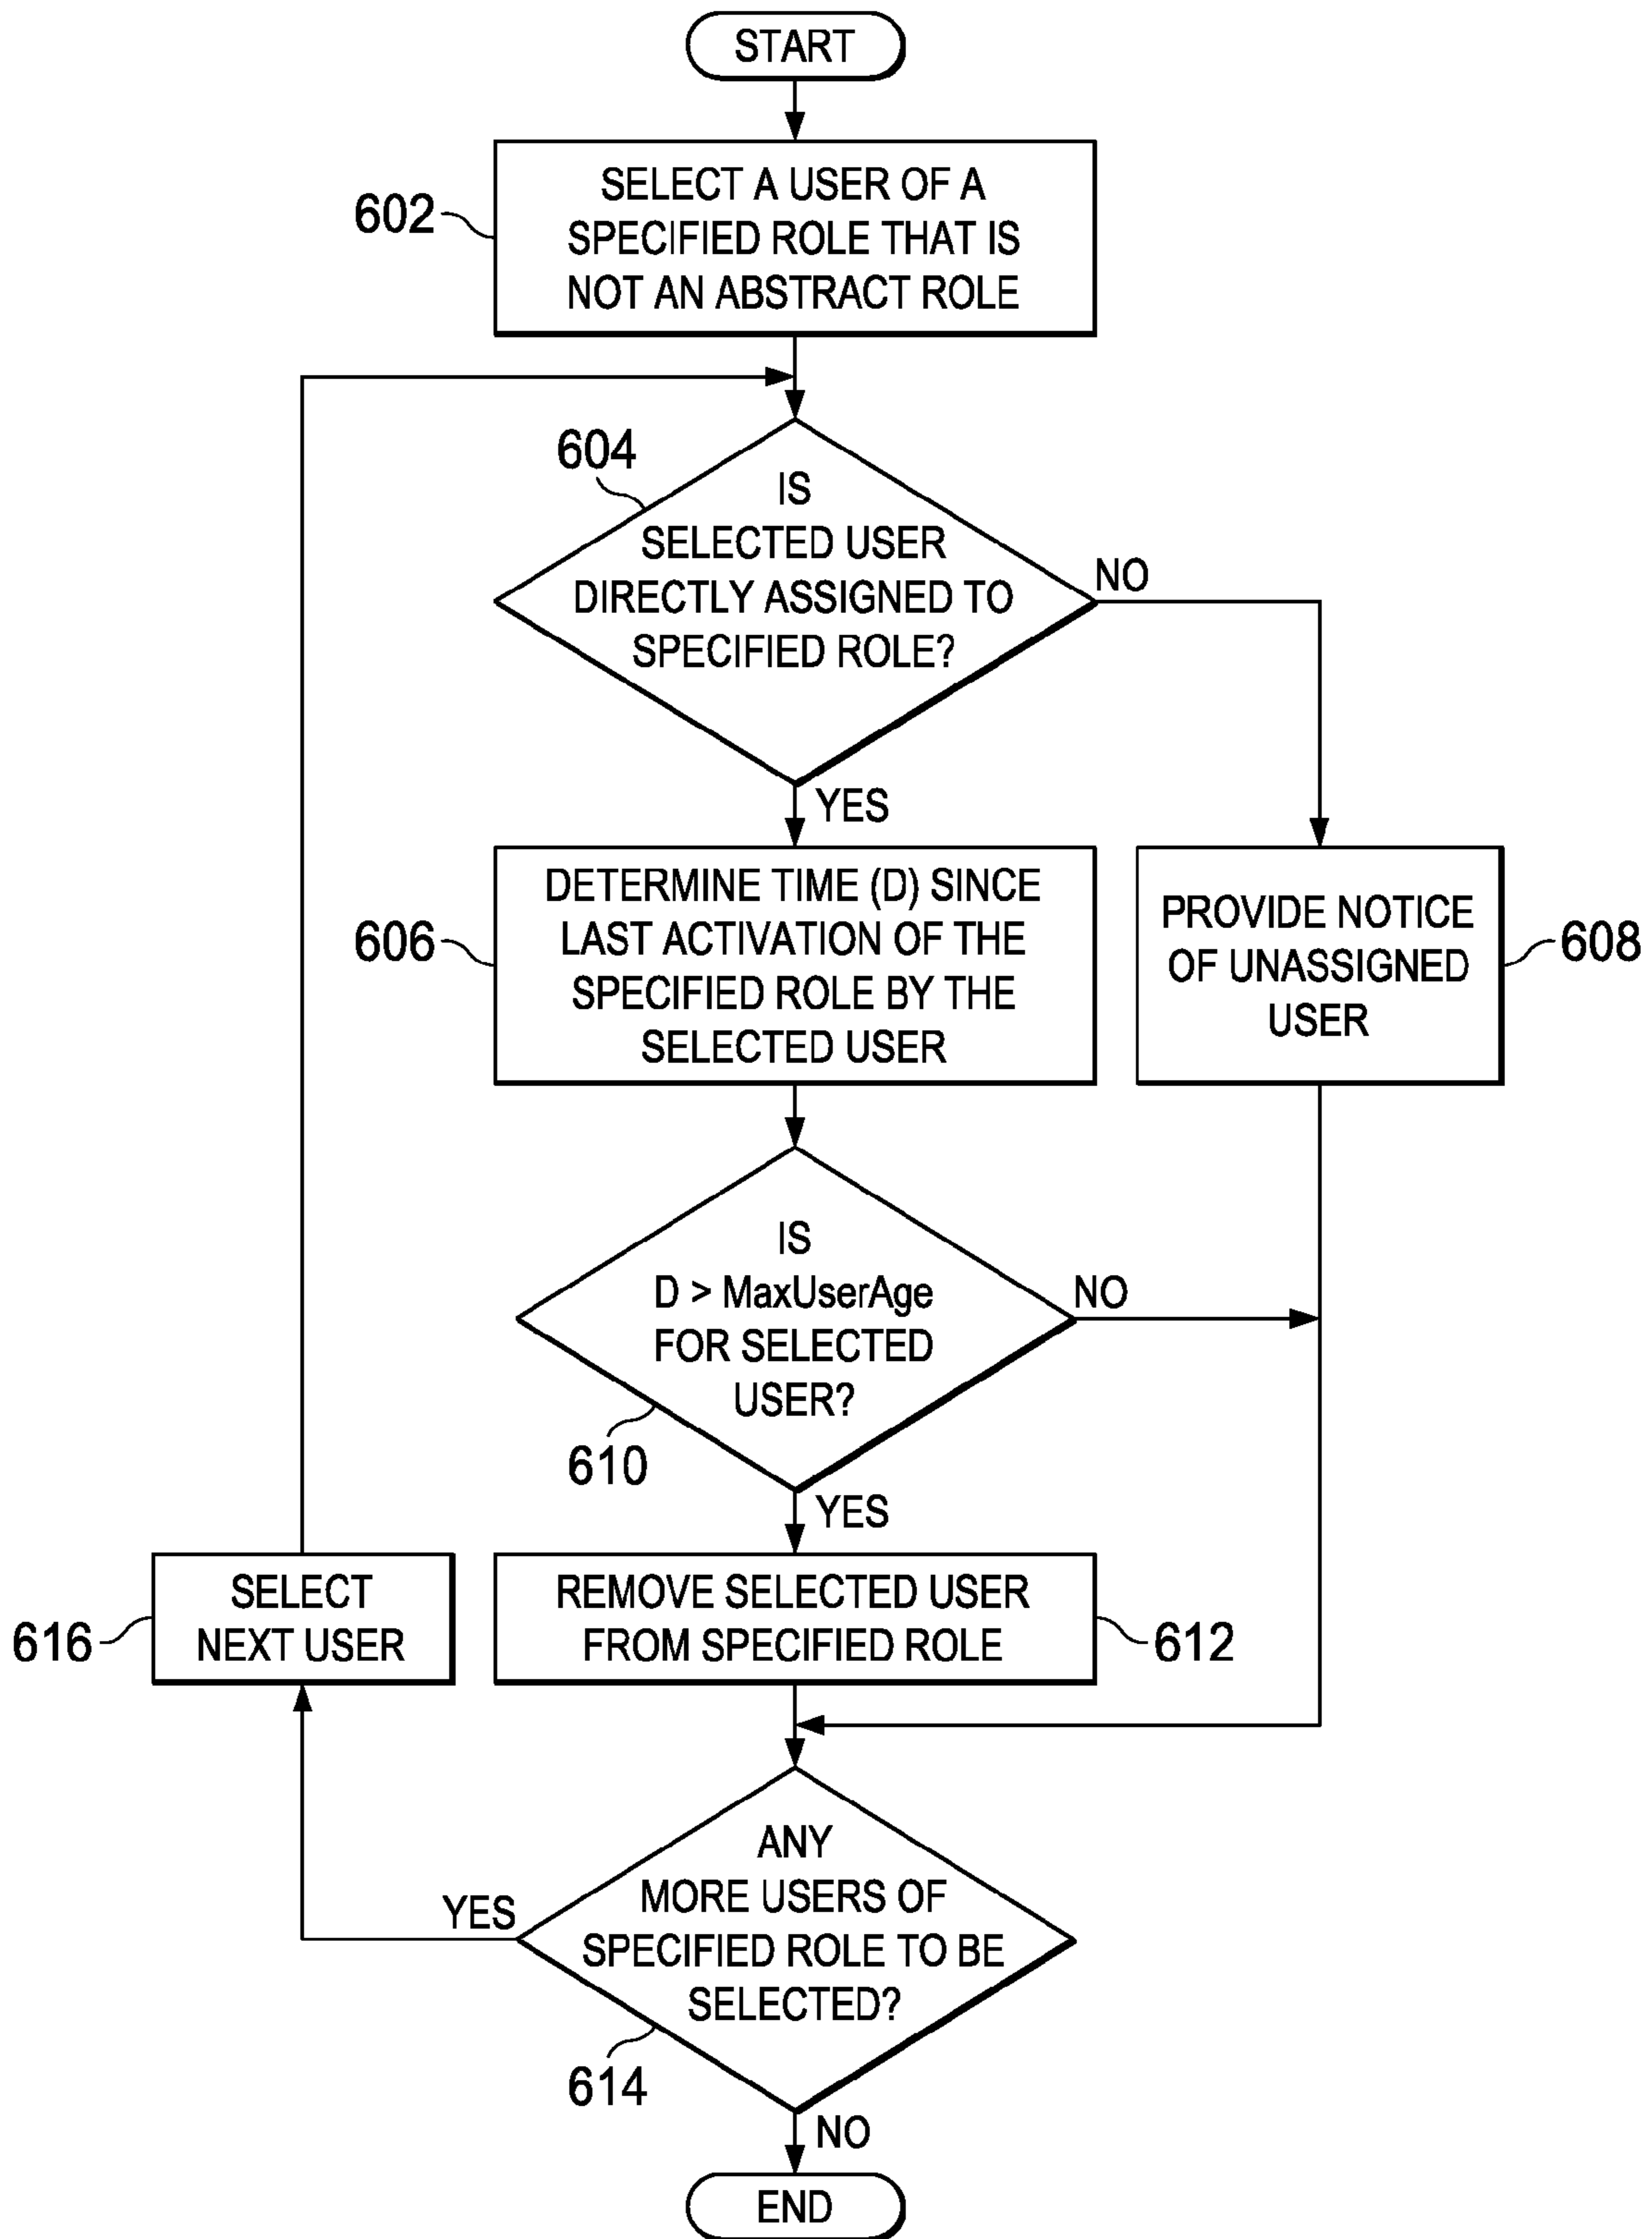 START
SELECT A USER OF A
SPECIFIED ROLE THAT IS
NOT AN ABSTRACT ROLE
602
604
IS
SELECTED USER
DIRECTLY ASSIGNED TO
SPECIFIED ROLE?
NO
YES
DETERMINE TIME (D) SINCE
LAST ACTIVATION OF THE
SPECIFIED ROLE BY THE
SELECTED USER
606
PROVIDE NOTICE
OF UNASSIGNED
USER
608
IS
D > MaxUserAge
FOR SELECTED
USER?
NO
610
YES
SELECT
NEXT USER
616
REMOVE SELECTED USER
FROM SPECIFIED ROLE
612
ANY
MORE USERS OF
SPECIFIED ROLE TO BE
SELECTED?
YES
614
NO
END